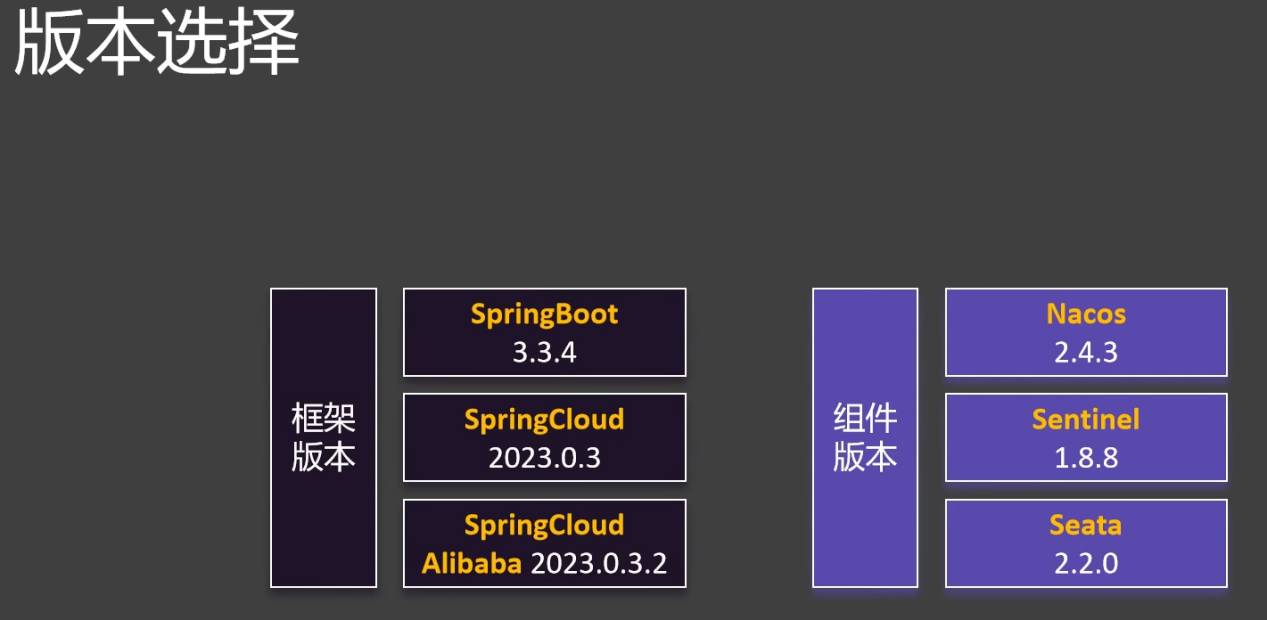 版本选择
框架
版本
SpringBoot
3.3.4
SpringCloud
2023.0.3
SpringCloud
Alibaba 2023.0.3.2
组件
版本
Nacos
2.4.3
Sentinel
1.8.8
Seata
2.2.0